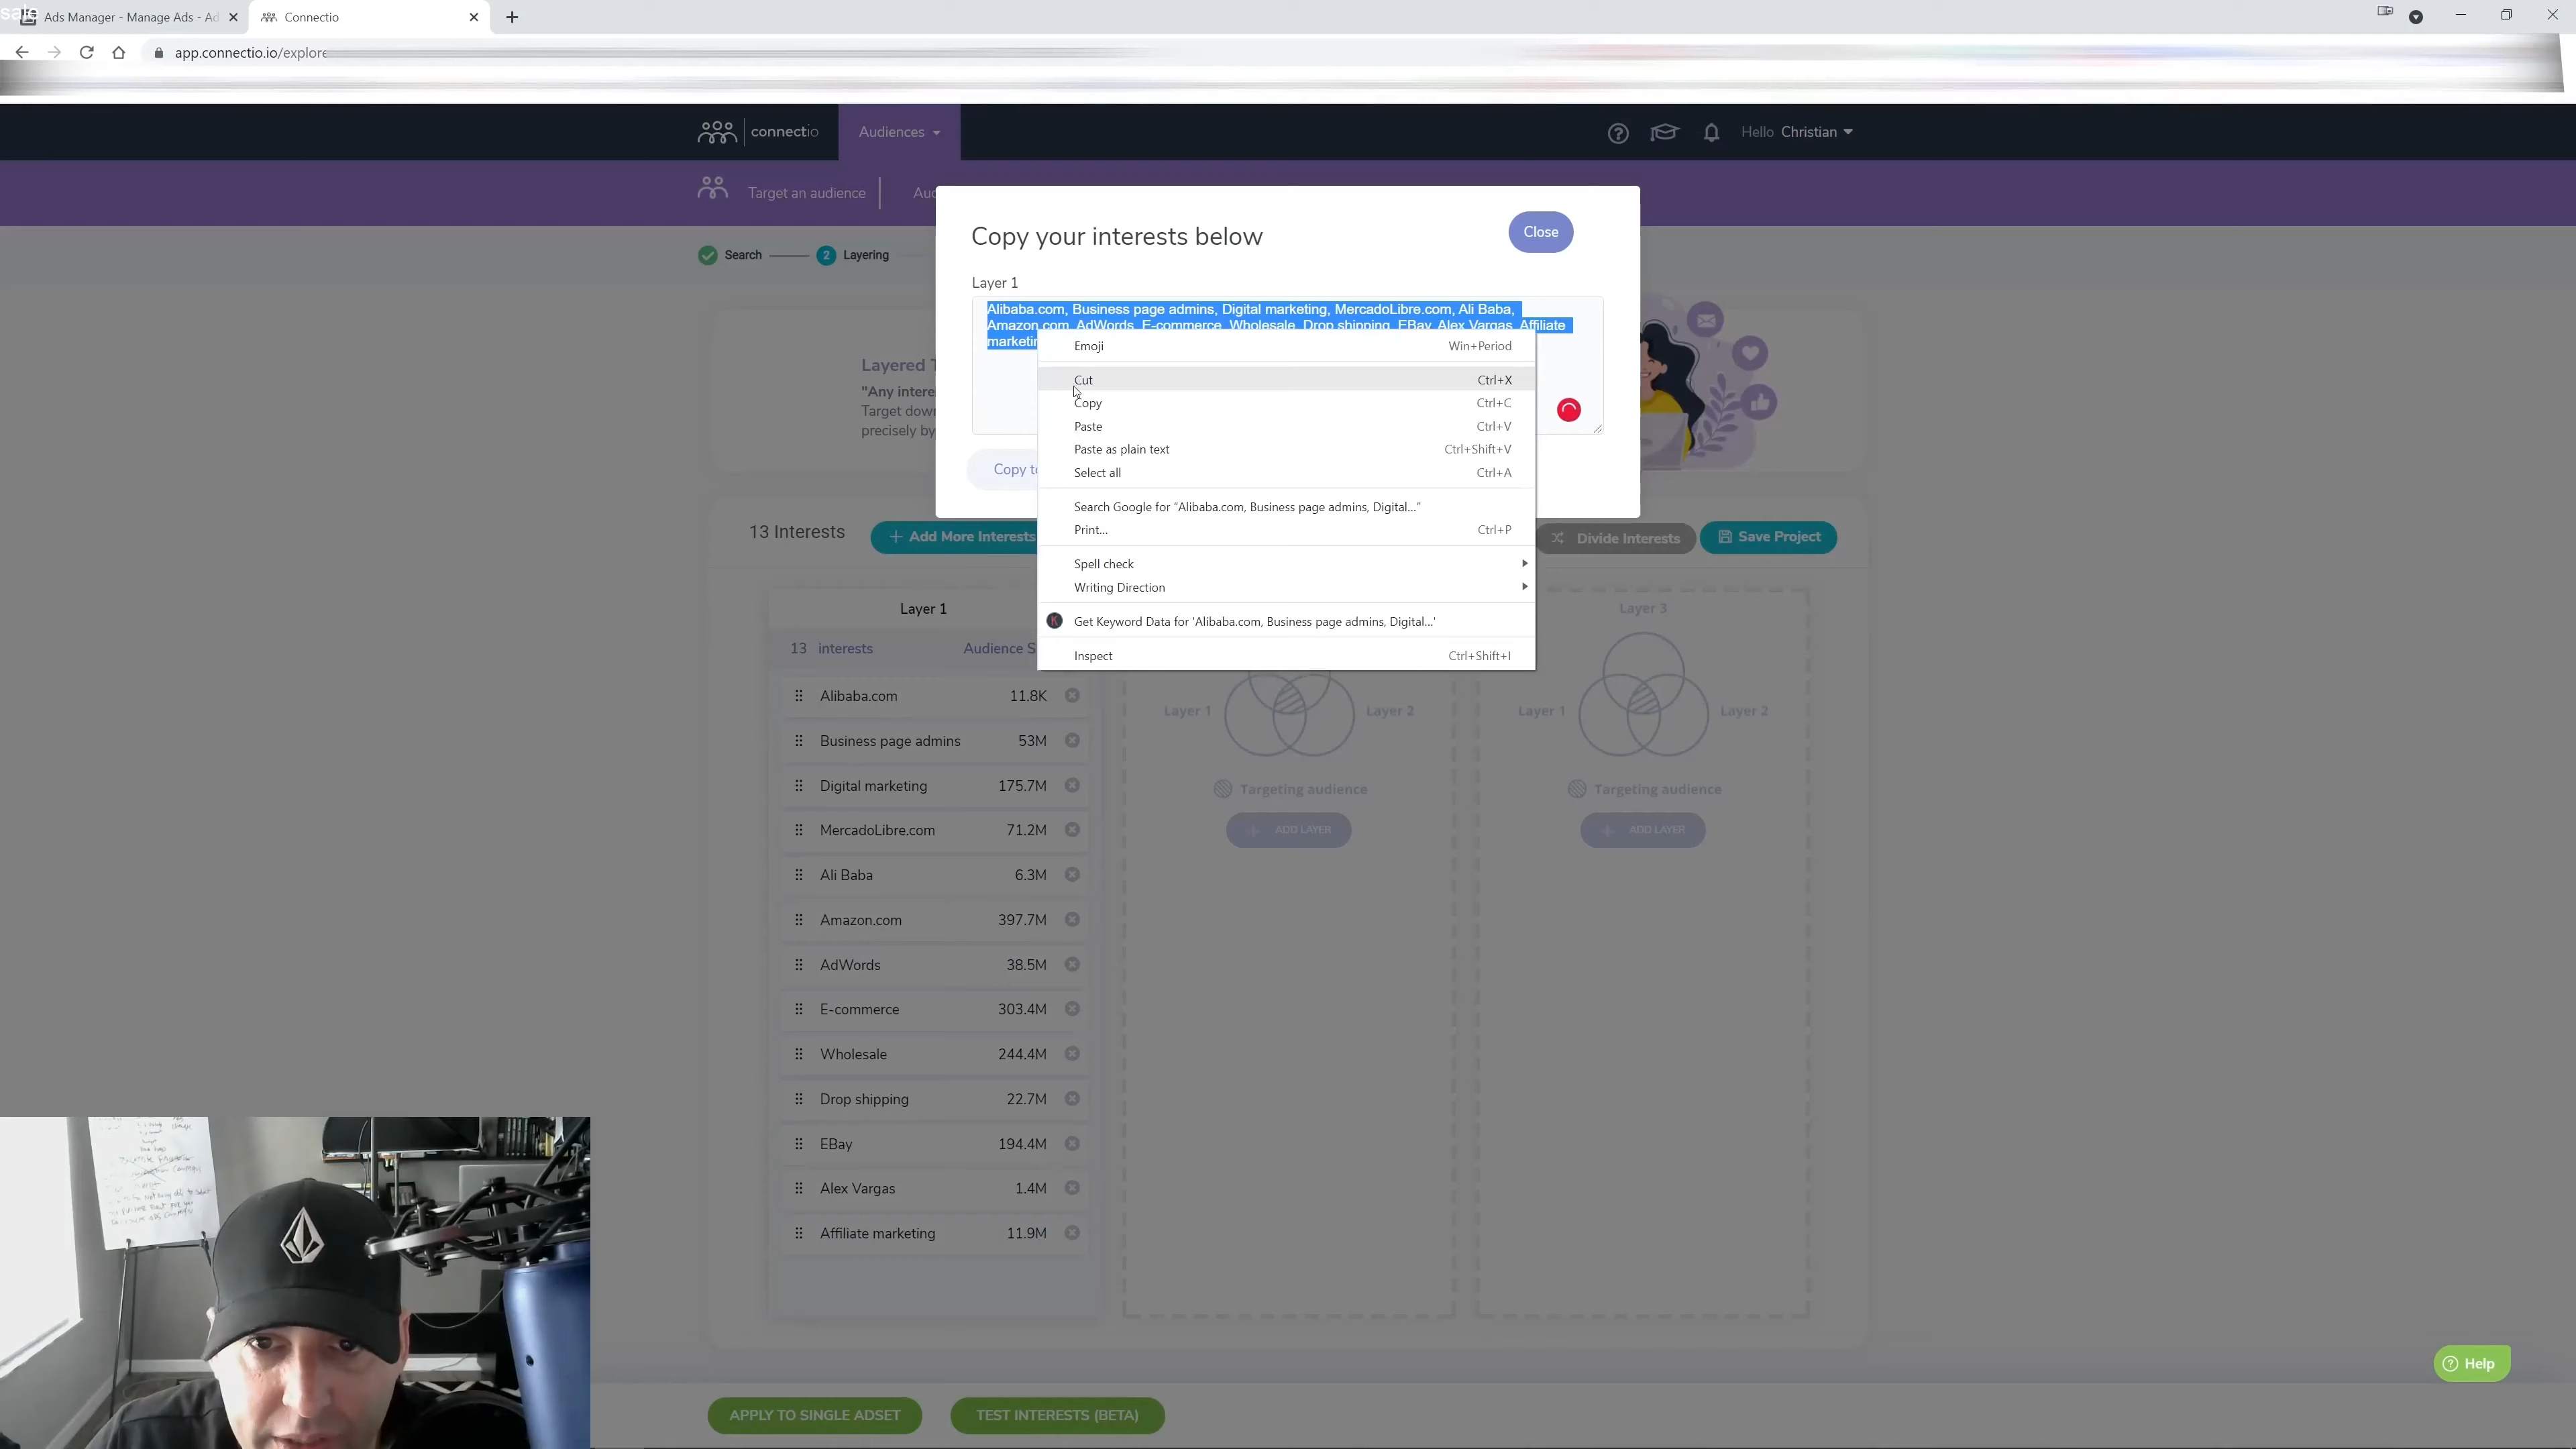 sale
Ads Manager - Manage Ads - Ad
Connectio
app.connectio.io/explore
connectio
Audiences
Hello Christian
Target an audience
Aud
Search
2 Layering
Copy your interests below
Close
Layer 1
Alibaba.com, Business page admins, Digital marketing, MercadoLibre.com, Ali Baba,
Amazon.com, AdWords, E-commerce, Wholesale, Drop shipping, EBay, Alex Vargas, Affiliate
marketin
Emoji Win+Period
Cut Ctrl+X
Copy Ctrl+C
Paste Ctrl+V
Paste as plain text Ctrl+Shift+V
Select all Ctrl+A
Search Google for "Alibaba.com, Business page admins, Digital..."
Print... Ctrl+P
Spell check
Writing Direction
K Get Keyword Data for 'Alibaba.com, Business page admins, Digital...'
Inspect Ctrl+Shift+I
Copy to
Layered T
"Any intere
Target down
precisely by
13 Interests
+ Add More Interests
Divide Interests
Save Project
Layer 1
13 interests Audience S
Alibaba.com 11.8K
Business page admins 53M
Digital marketing 175.7M
MercadoLibre.com 71.2M
Ali Baba 6.3M
Amazon.com 397.7M
AdWords 38.5M
E-commerce 303.4M
Wholesale 244.4M
Drop shipping 22.7M
EBay 194.4M
Alex Vargas 1.4M
Affiliate marketing 11.9M
Layer 1 Layer 2
Targeting audience
+ ADD LAYER
Layer 3
Layer 1 Layer 2
Targeting audience
+ ADD LAYER
APPLY TO SINGLE ADSET
TEST INTERESTS (BETA)
? Help